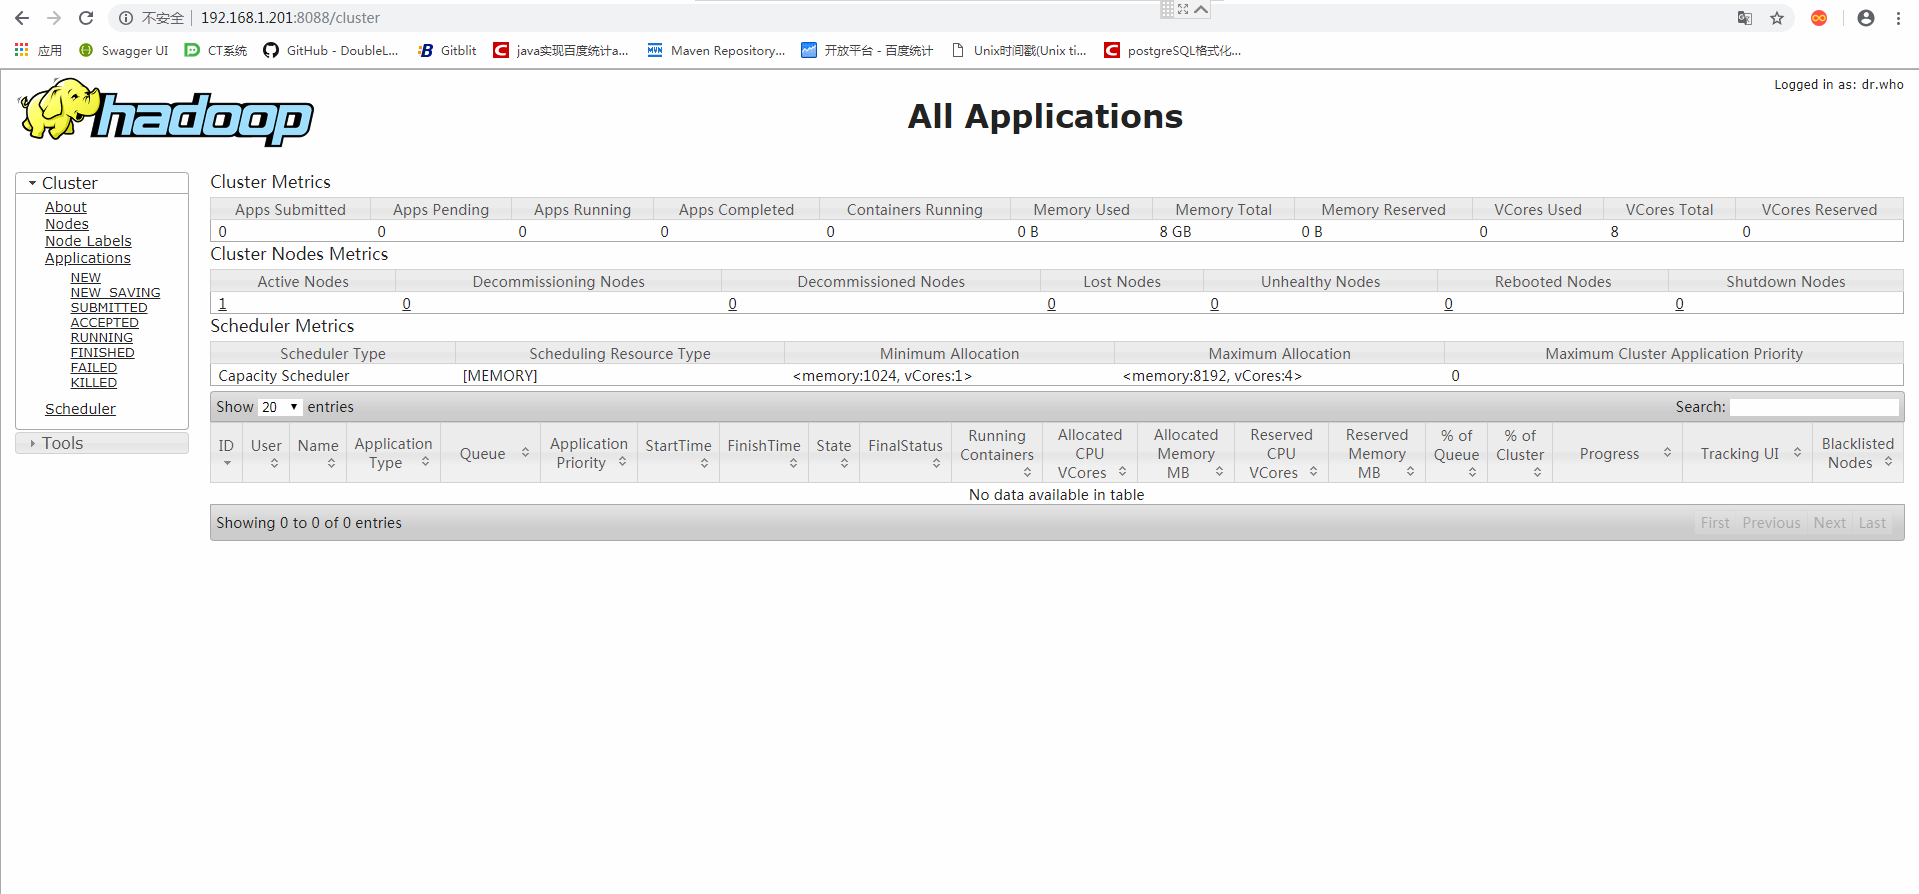 不安全 192.168.1.201:8088/cluster
应用 Swagger UI CT系统 GitHub - DoubleL... Gitblit java实现百度统计a... Maven Repository... 开放平台 - 百度统计 Unix时间戳(Unix ti... postgreSQL格式化...
hadoop
All Applications
Logged in as: dr.who
Cluster
About
Nodes
Node Labels
Applications
NEW
NEW_SAVING
SUBMITTED
ACCEPTED
RUNNING
FINISHED
FAILED
KILLED
Scheduler
Tools
Cluster Metrics
Apps Submitted Apps Pending Apps Running Apps Completed Containers Running Memory Used Memory Total Memory Reserved VCores Used VCores Total VCores Reserved
0 0 0 0 0 0 B 8 GB 0 B 0 8 0
Cluster Nodes Metrics
Active Nodes Decommissioning Nodes Decommissioned Nodes Lost Nodes Unhealthy Nodes Rebooted Nodes Shutdown Nodes
1 0 0 0 0 0 0
Scheduler Metrics
Scheduler Type Scheduling Resource Type Minimum Allocation Maximum Allocation Maximum Cluster Application Priority
Capacity Scheduler [MEMORY] <memory:1024, vCores:1> <memory:8192, vCores:4> 0
Show 20 entries Search:
ID User Name Application Type Queue Application Priority StartTime FinishTime State FinalStatus Running Containers Allocated CPU VCores Allocated Memory MB Reserved CPU VCores Reserved Memory MB % of Queue % of Cluster Progress Tracking UI Blacklisted Nodes
No data available in table
Showing 0 to 0 of 0 entries First Previous Next Last